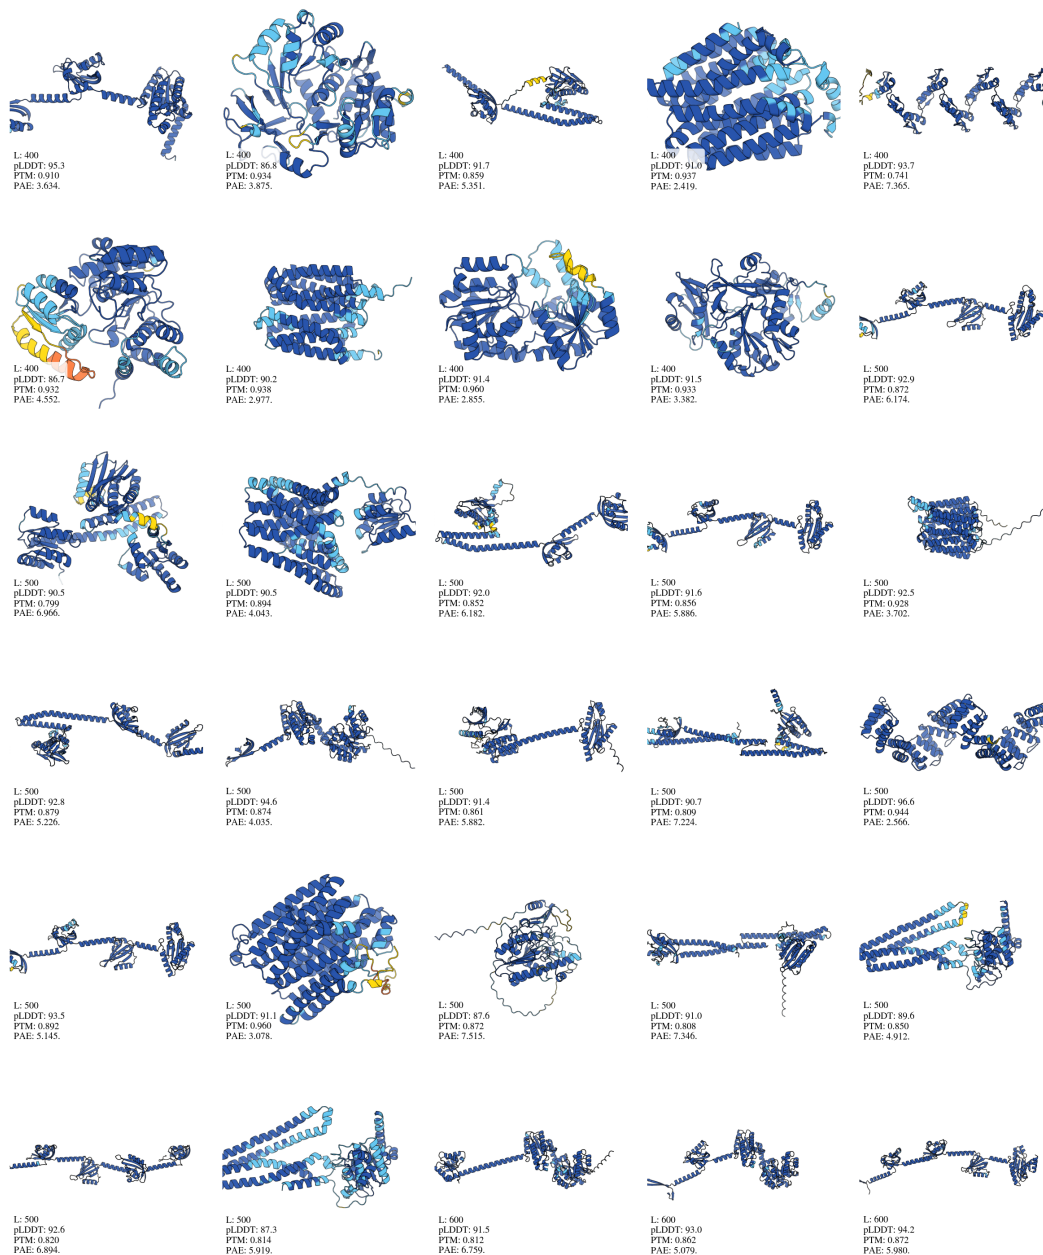 L: 400
pLDDT: 95.3
PTM: 0.910
PAE: 3.634.
L: 400
pLDDT: 86.8
PTM: 0.934
PAE: 3.875.
L: 400
pLDDT: 91.7
PTM: 0.859
PAE: 5.351.
L: 400
pLDDT: 91.0
PTM: 0.937
PAE: 2.419.
L: 400
pLDDT: 93.7
PTM: 0.741
PAE: 7.365.
L: 400
pLDDT: 86.7
PTM: 0.932
PAE: 4.552.
L: 400
pLDDT: 90.2
PTM: 0.938
PAE: 2.977.
L: 400
pLDDT: 91.4
PTM: 0.960
PAE: 2.855.
L: 400
pLDDT: 91.5
PTM: 0.933
PAE: 3.382.
L: 500
pLDDT: 92.9
PTM: 0.872
PAE: 6.174.
L: 500
pLDDT: 90.5
PTM: 0.799
PAE: 6.966.
L: 500
pLDDT: 90.5
PTM: 0.894
PAE: 4.043.
L: 500
pLDDT: 92.0
PTM: 0.852
PAE: 6.182.
L: 500
pLDDT: 91.6
PTM: 0.856
PAE: 5.886.
L: 500
pLDDT: 92.5
PTM: 0.928
PAE: 3.702.
L: 500
pLDDT: 92.8
PTM: 0.879
PAE: 5.226.
L: 500
pLDDT: 94.6
PTM: 0.874
PAE: 4.035.
L: 500
pLDDT: 91.4
PTM: 0.861
PAE: 5.882.
L: 500
pLDDT: 90.7
PTM: 0.809
PAE: 7.224.
L: 500
pLDDT: 96.6
PTM: 0.944
PAE: 2.566.
L: 500
pLDDT: 93.5
PTM: 0.892
PAE: 5.145.
L: 500
pLDDT: 91.1
PTM: 0.960
PAE: 3.078.
L: 500
pLDDT: 87.6
PTM: 0.872
PAE: 7.515.
L: 500
pLDDT: 91.0
PTM: 0.808
PAE: 7.346.
L: 500
pLDDT: 89.6
PTM: 0.850
PAE: 4.912.
L: 500
pLDDT: 92.6
PTM: 0.820
PAE: 6.894.
L: 500
pLDDT: 87.3
PTM: 0.814
PAE: 5.919.
L: 600
pLDDT: 91.5
PTM: 0.812
PAE: 6.759.
L: 600
pLDDT: 93.0
PTM: 0.862
PAE: 5.079.
L: 600
pLDDT: 94.2
PTM: 0.872
PAE: 5.980.